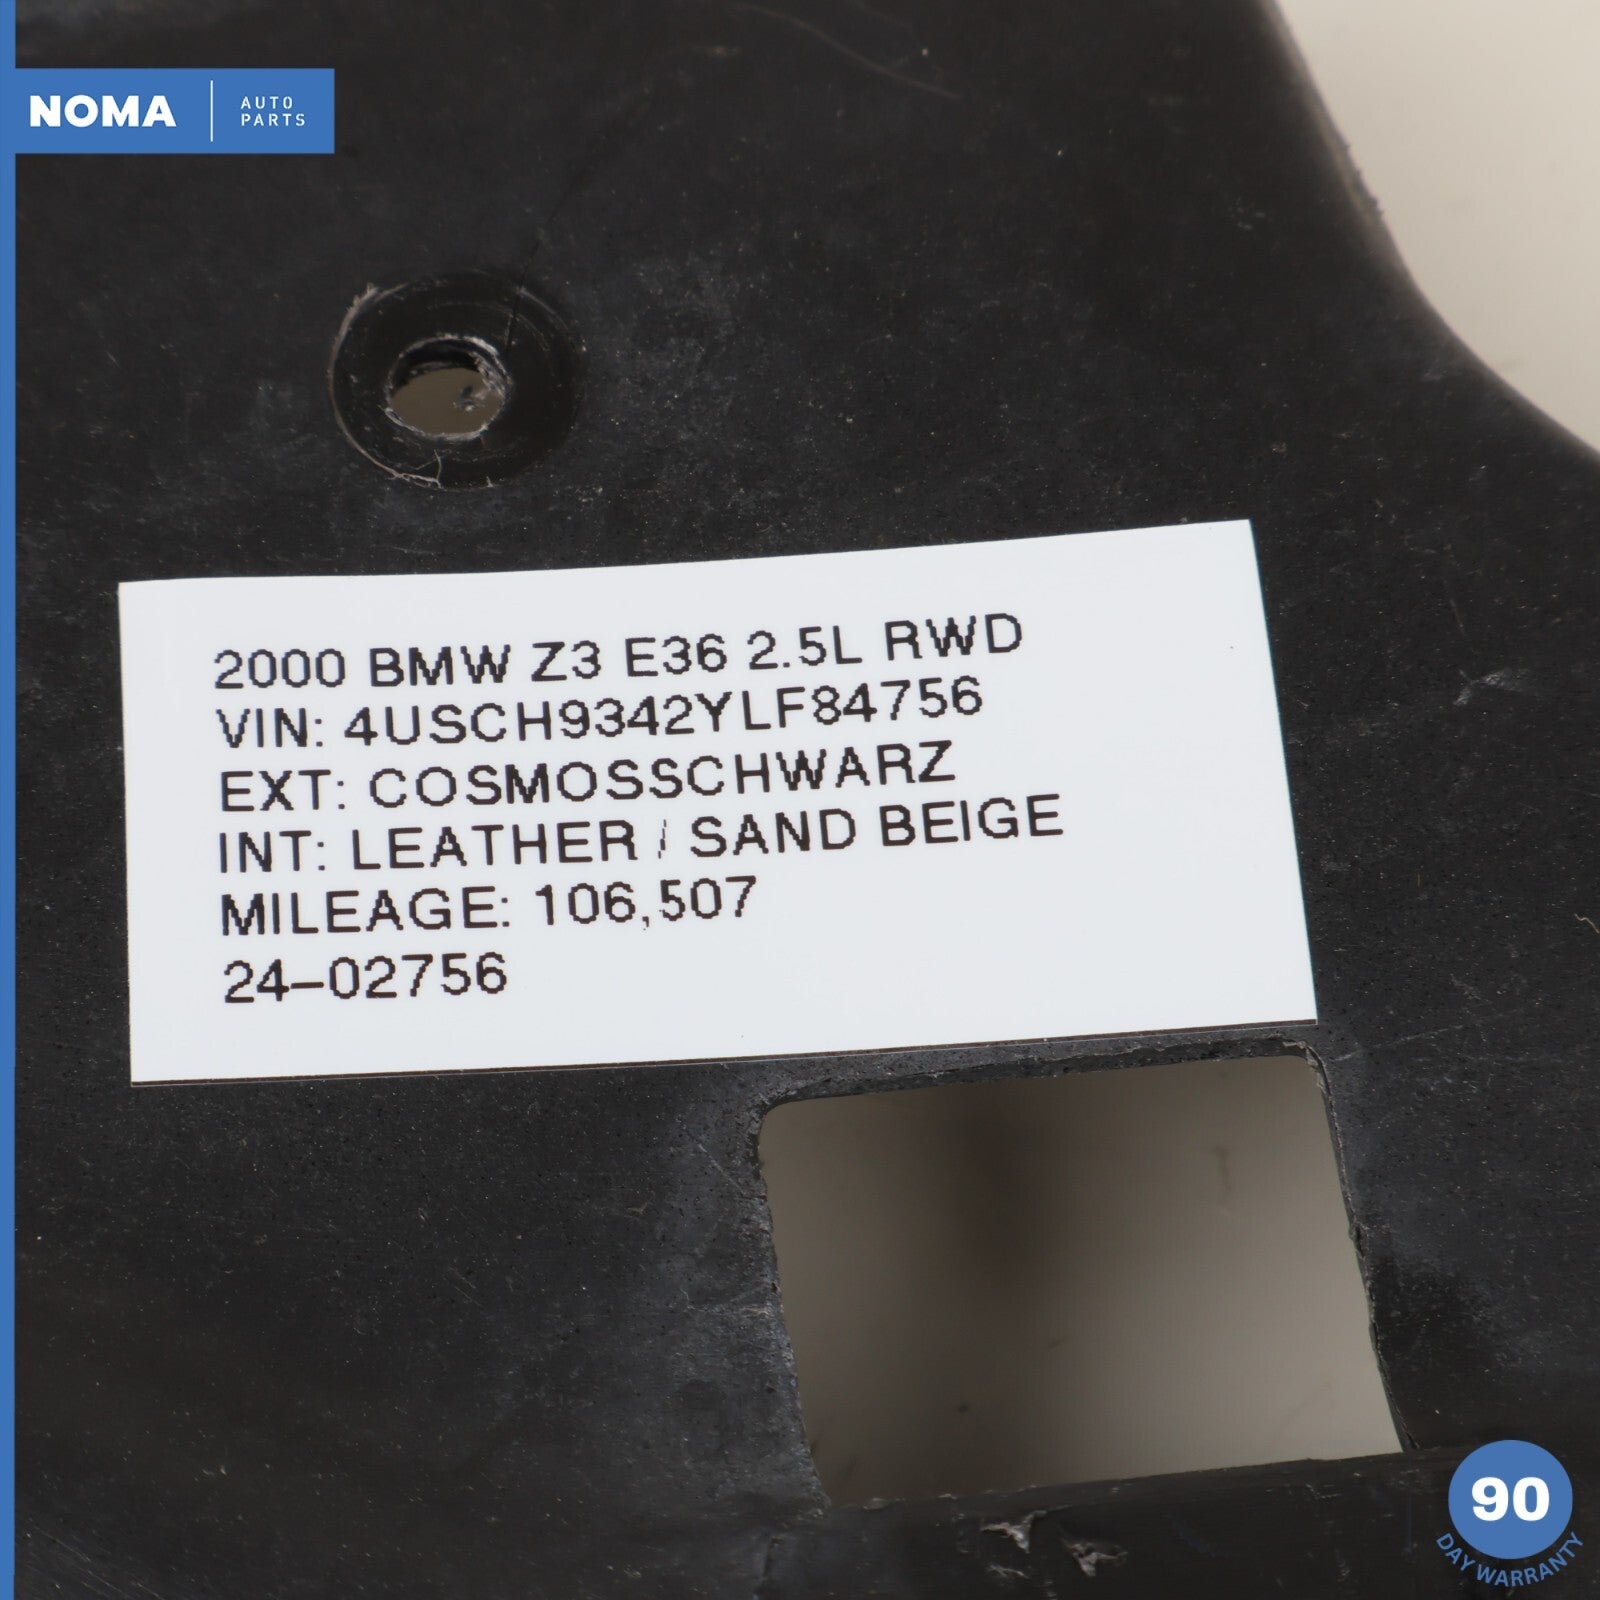 NOMA
AUTO
PARTS
2000 BMW Z3 E36 2.5L RWD
VIN: 4USCH9342YLF84756
EXT: COSMOSSCHWARZ
INT: LEATHER / SAND BEIGE
MILEAGE: 106,507
24-02756
90
DAY WARRANTY